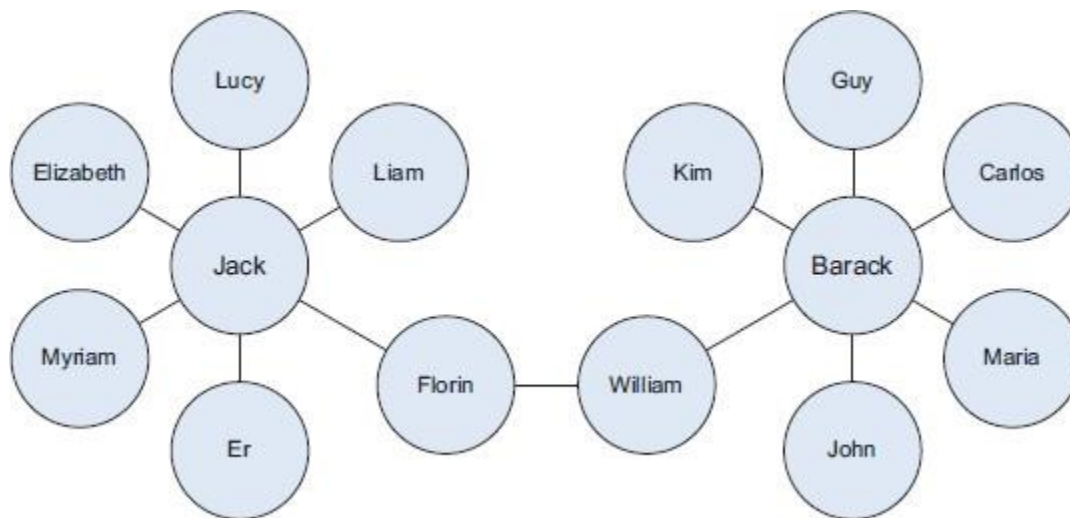 Lucy
Guy
Elizabeth
Liam
Kim
Carlos
Jack
Barack
Myriam
Florin
William
Maria
Er
John